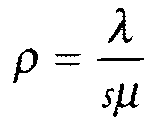 ρ = λ / sμ